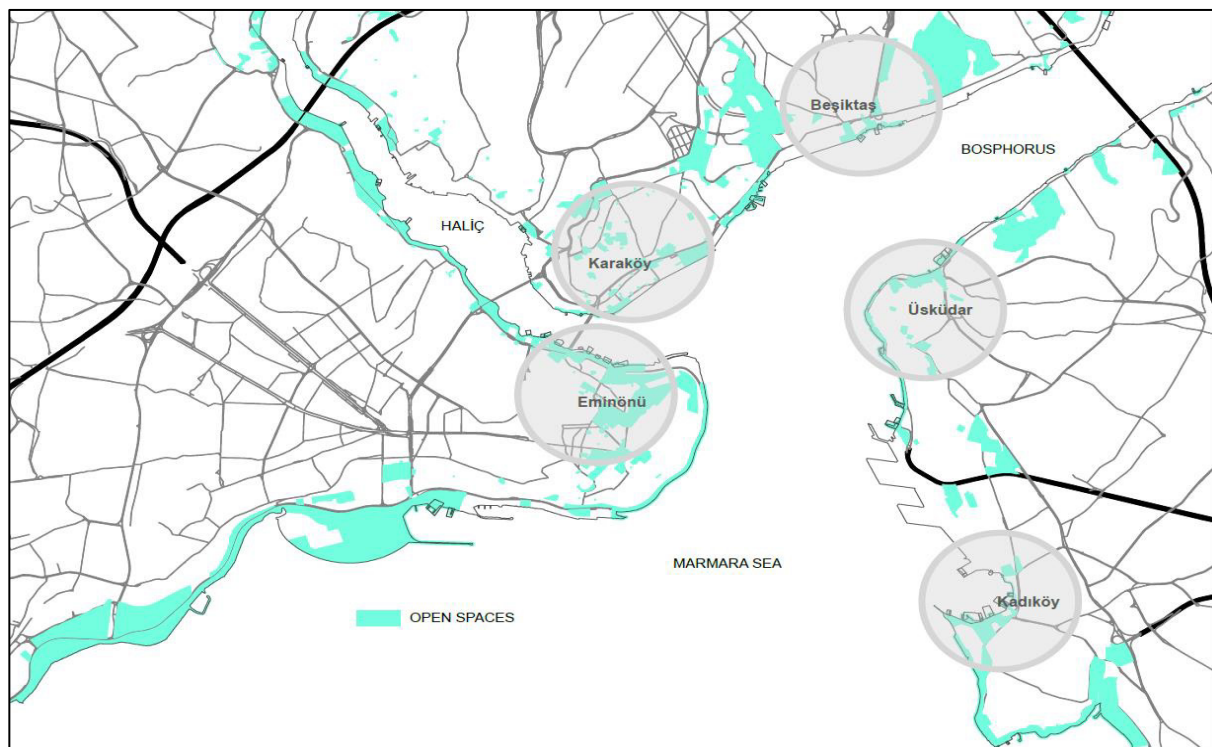 Beşiktaş
BOSPHORUS
HALİÇ
Karaköy
Üsküdar
Eminönü
MARMARA SEA
Kadıköy
OPEN SPACES